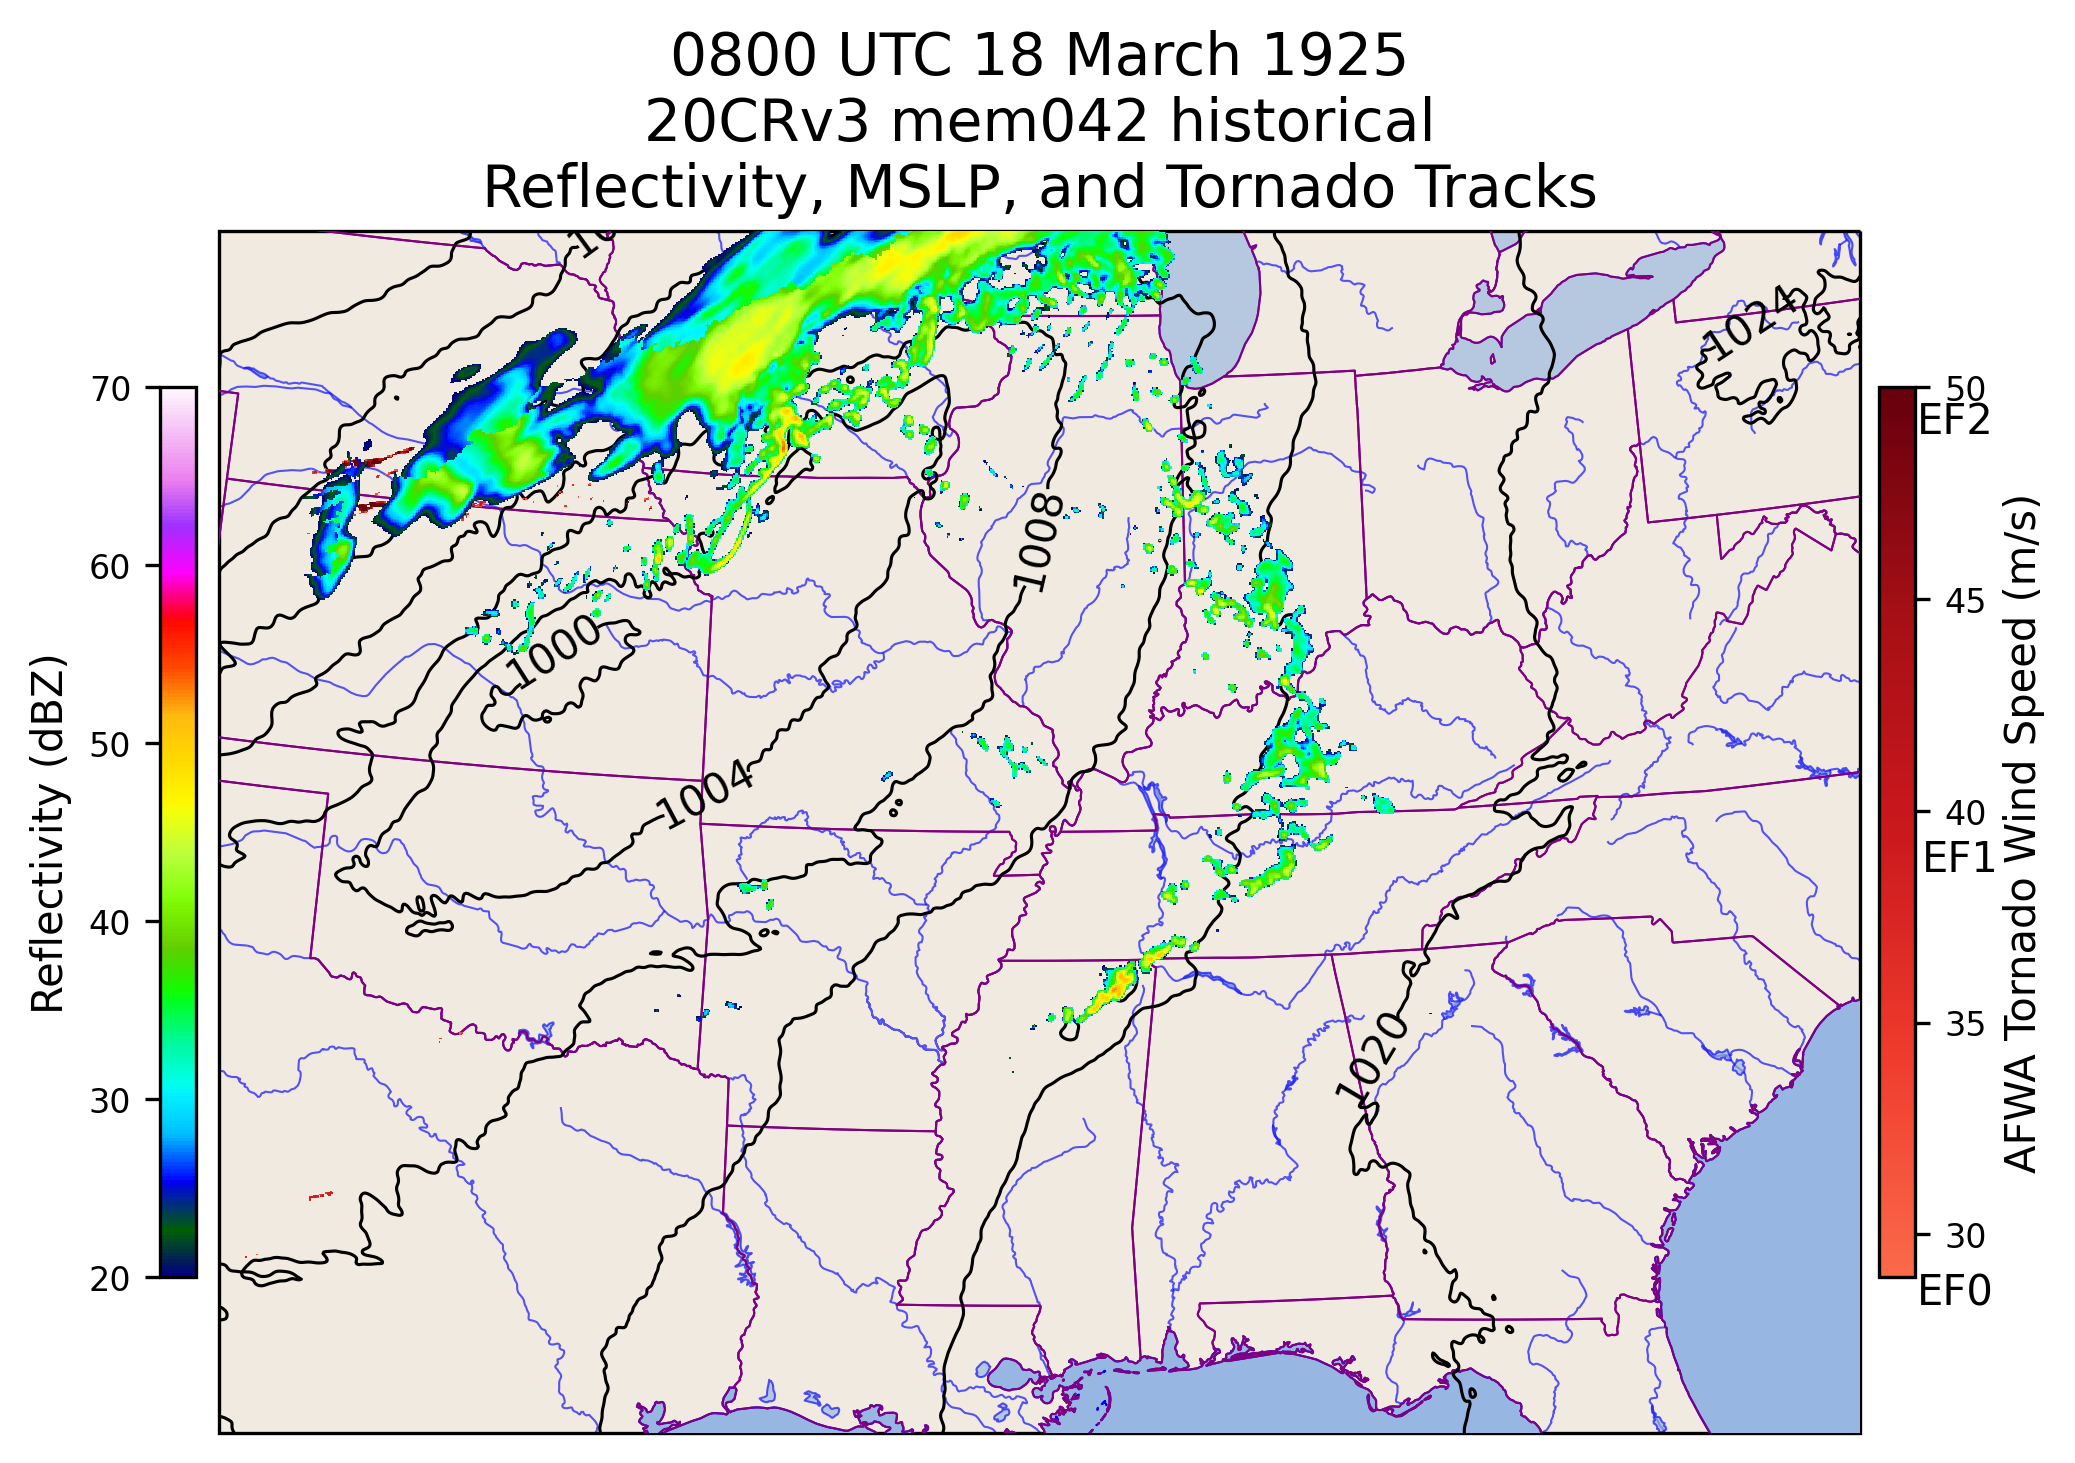 0800 UTC 18 March 1925
20CRv3 mem042 historical
Reflectivity, MSLP, and Tornado Tracks
Reflectivity (dBZ)
70
60
50
40
30
20
1024
1008
1000
1004
1020
50
EF2
45
40
EF1
35
30
EF0
AFWA Tornado Wind Speed (m/s)